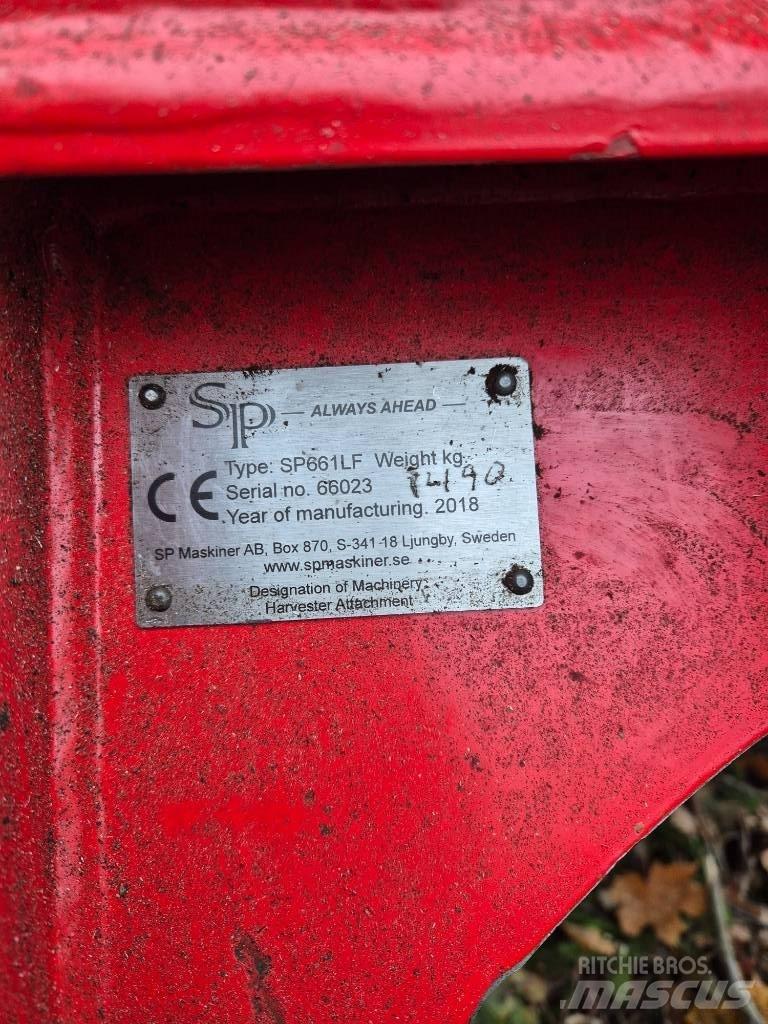 SP — ALWAYS AHEAD —
Type: SP661LF Weight kg.
CE Serial no. 66023 1490
Year of manufacturing. 2018
SP Maskiner AB, Box 870, S-341 18 Ljungby, Sweden
www.spmaskiner.se
Designation of Machinery:
Harvester Attachment
RITCHIE BROS.
MASCUS